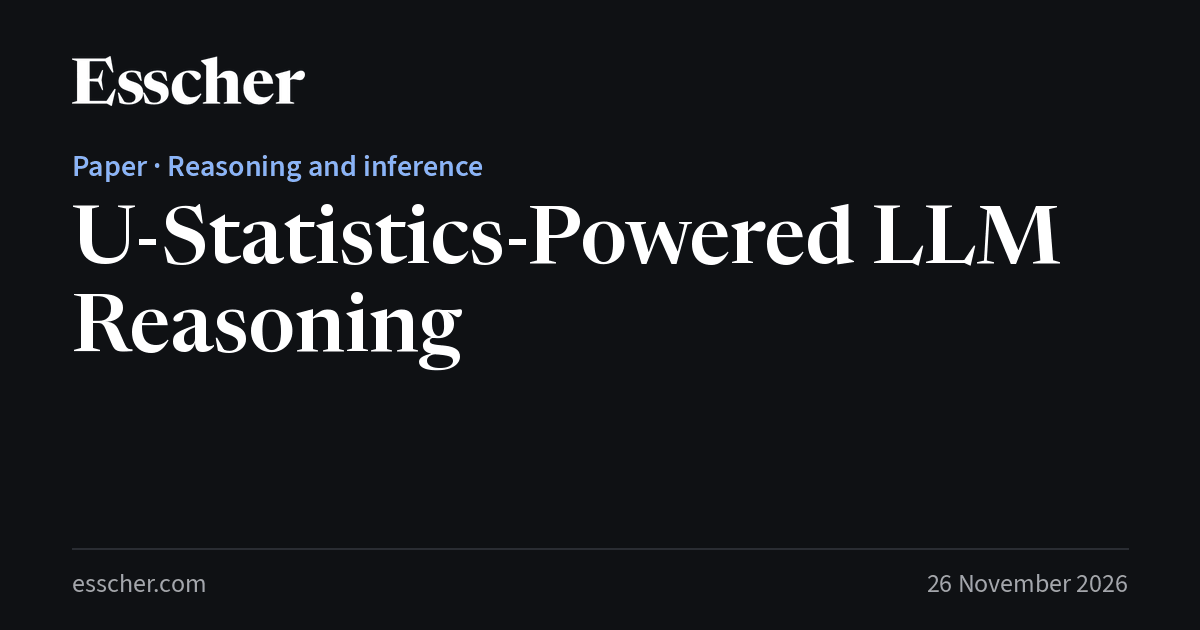 Esscher
Paper · Reasoning and inference
U-Statistics-Powered LLM
Reasoning
esscher.com
26 November 2026